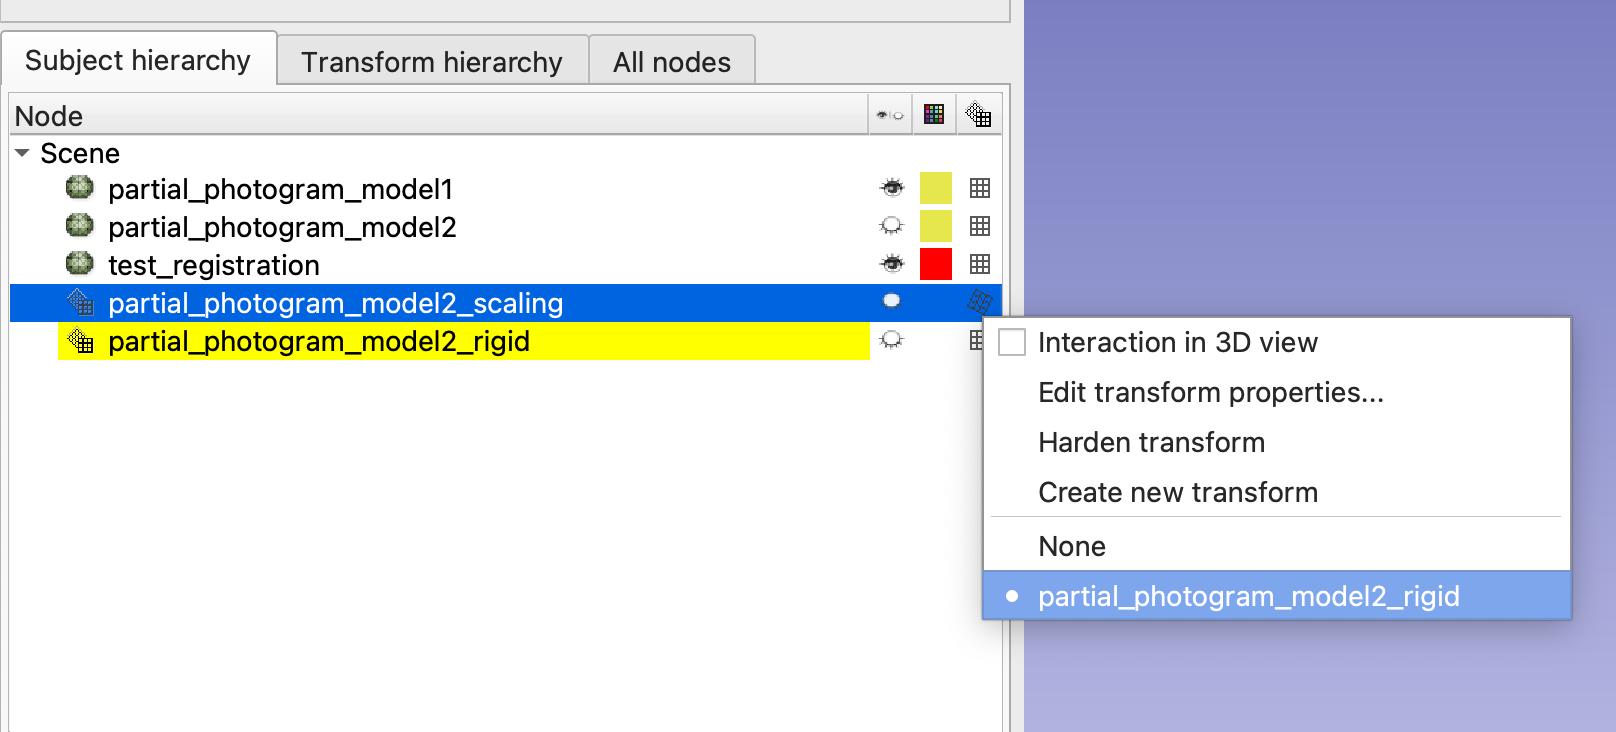 Subject hierarchy Transform hierarchy All nodes
Node
Scene
partial_photogram_model1
partial_photogram_model2
test_registration
partial_photogram_model2_scaling
partial_photogram_model2_rigid
Interaction in 3D view
Edit transform properties...
Harden transform
Create new transform
None
partial_photogram_model2_rigid